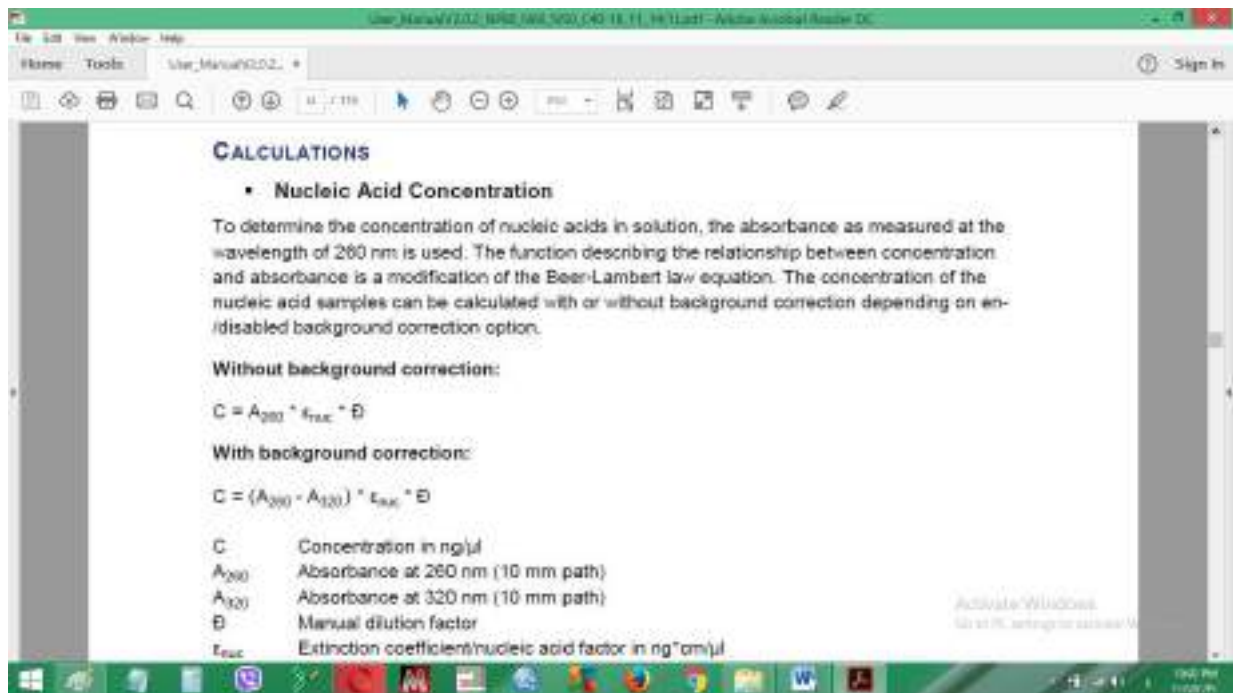 File Edit View Window Help
Home Tools
Sign In
CALCULATIONS
• Nucleic Acid Concentration
To determine the concentration of nucleic acids in solution, the absorbance as measured at the
wavelength of 260 nm is used. The function describing the relationship between concentration
and absorbance is a modification of the Beer-Lambert law equation. The concentration of the
nucleic acid samples can be calculated with or without background correction depending on en-
/disabled background correction option.
Without background correction:
C = A260 * εnuc * Đ
With background correction:
C = (A260 - A320) * εnuc * Đ
C Concentration in ng/µl
A260 Absorbance at 260 nm (10 mm path)
A320 Absorbance at 320 nm (10 mm path)
Đ Manual dilution factor
εnuc Extinction coefficient/nucleic acid factor in ng*cm/µl
Activate Windows